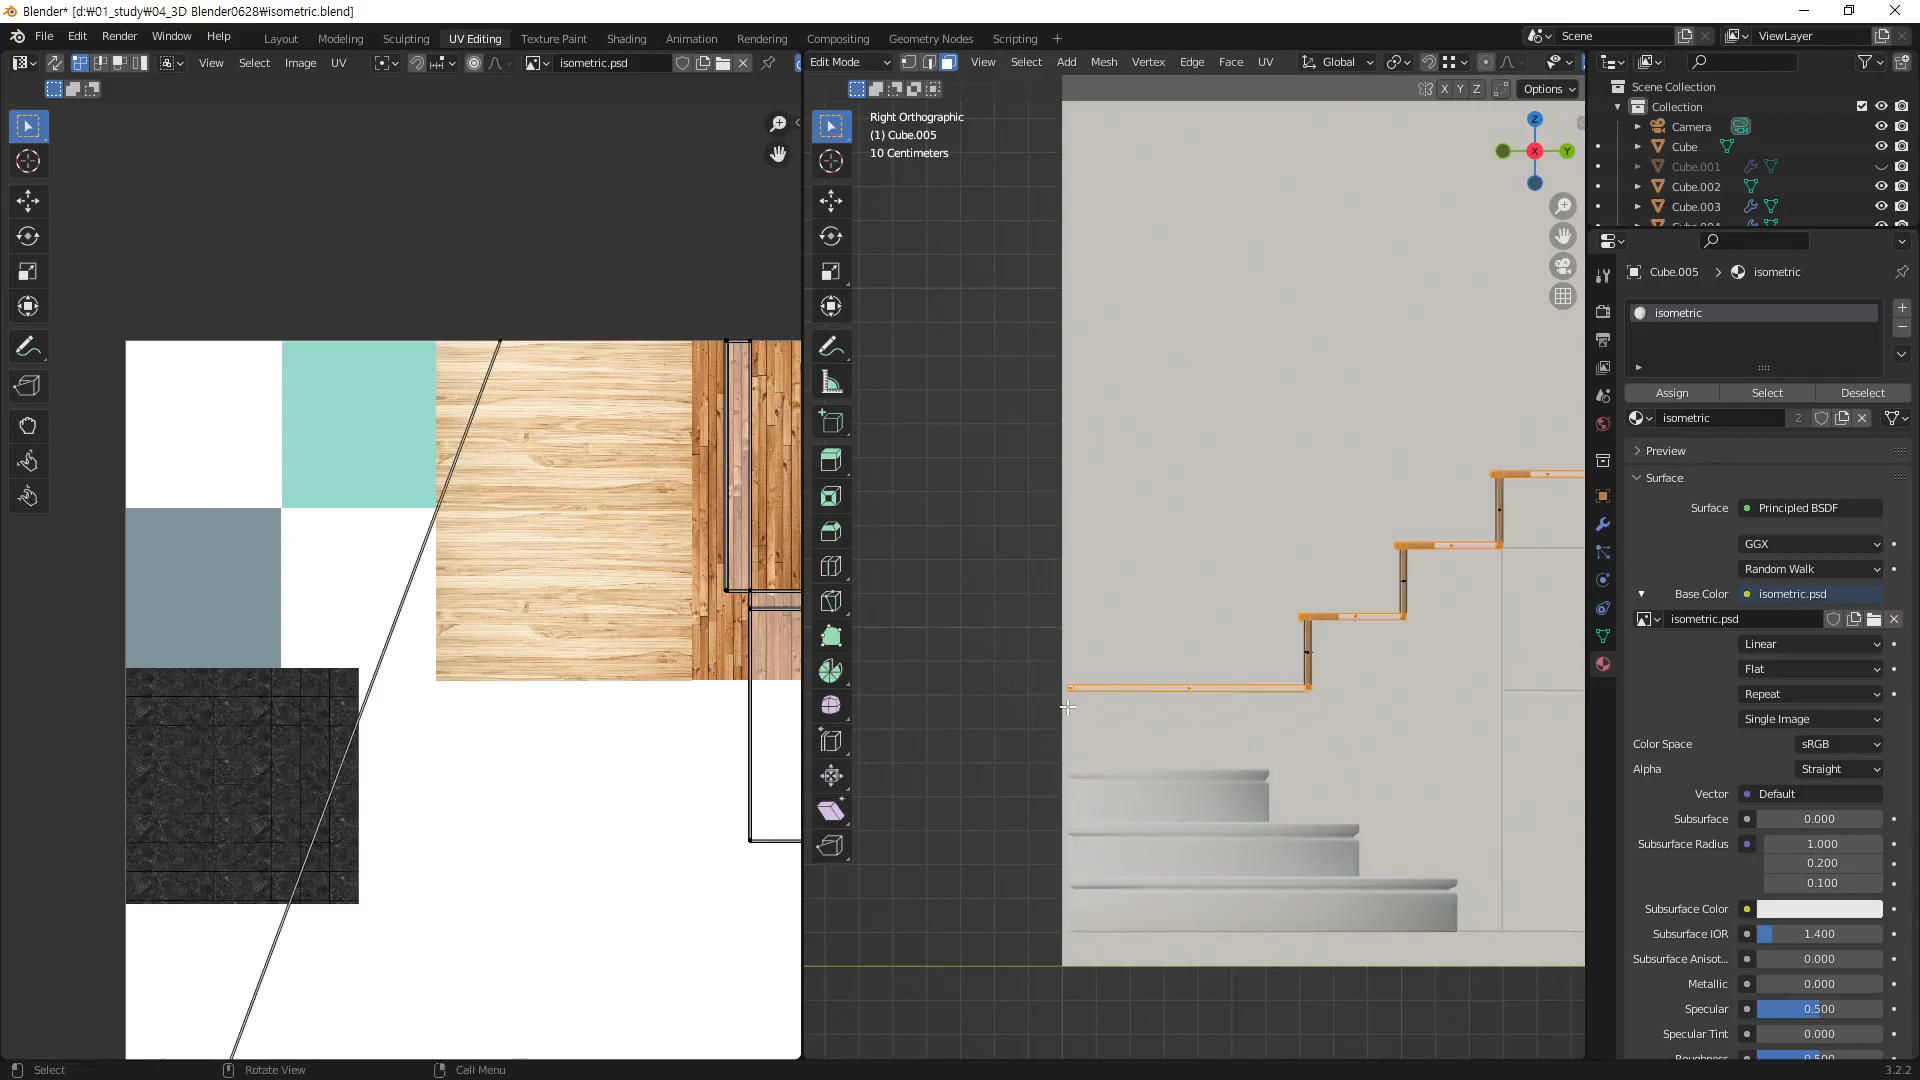 Blender* [d:₩01_study₩04_3D Blender0628₩isometric.blend]
File Edit Render Window Help
Layout Modeling Sculpting UV Editing Texture Paint Shading Animation Rendering Compositing Geometry Nodes Scripting +
Scene
ViewLayer
View Select Image UV
isometric.psd
Edit Mode
View Select Add Mesh Vertex Edge Face UV
Global
X Y Z
Options
Right Orthographic
(1) Cube.005
10 Centimeters
Z
X
Y
Scene Collection
Collection
Camera
Cube
Cube.001
Cube.002
Cube.003
Cube.005 > isometric
isometric
Assign Select Deselect
isometric 2
Preview
Surface
Surface Principled BSDF
GGX
Random Walk
Base Color isometric.psd
isometric.psd
Linear
Flat
Repeat
Single Image
Color Space sRGB
Alpha Straight
Vector Default
Subsurface 0.000
Subsurface Radius 1.000
0.200
0.100
Subsurface Color
Subsurface IOR 1.400
Subsurface Anisot... 0.000
Metallic 0.000
Specular 0.500
Specular Tint 0.000
Roughness 0.500
Select
Rotate View
Call Menu
3.2.2